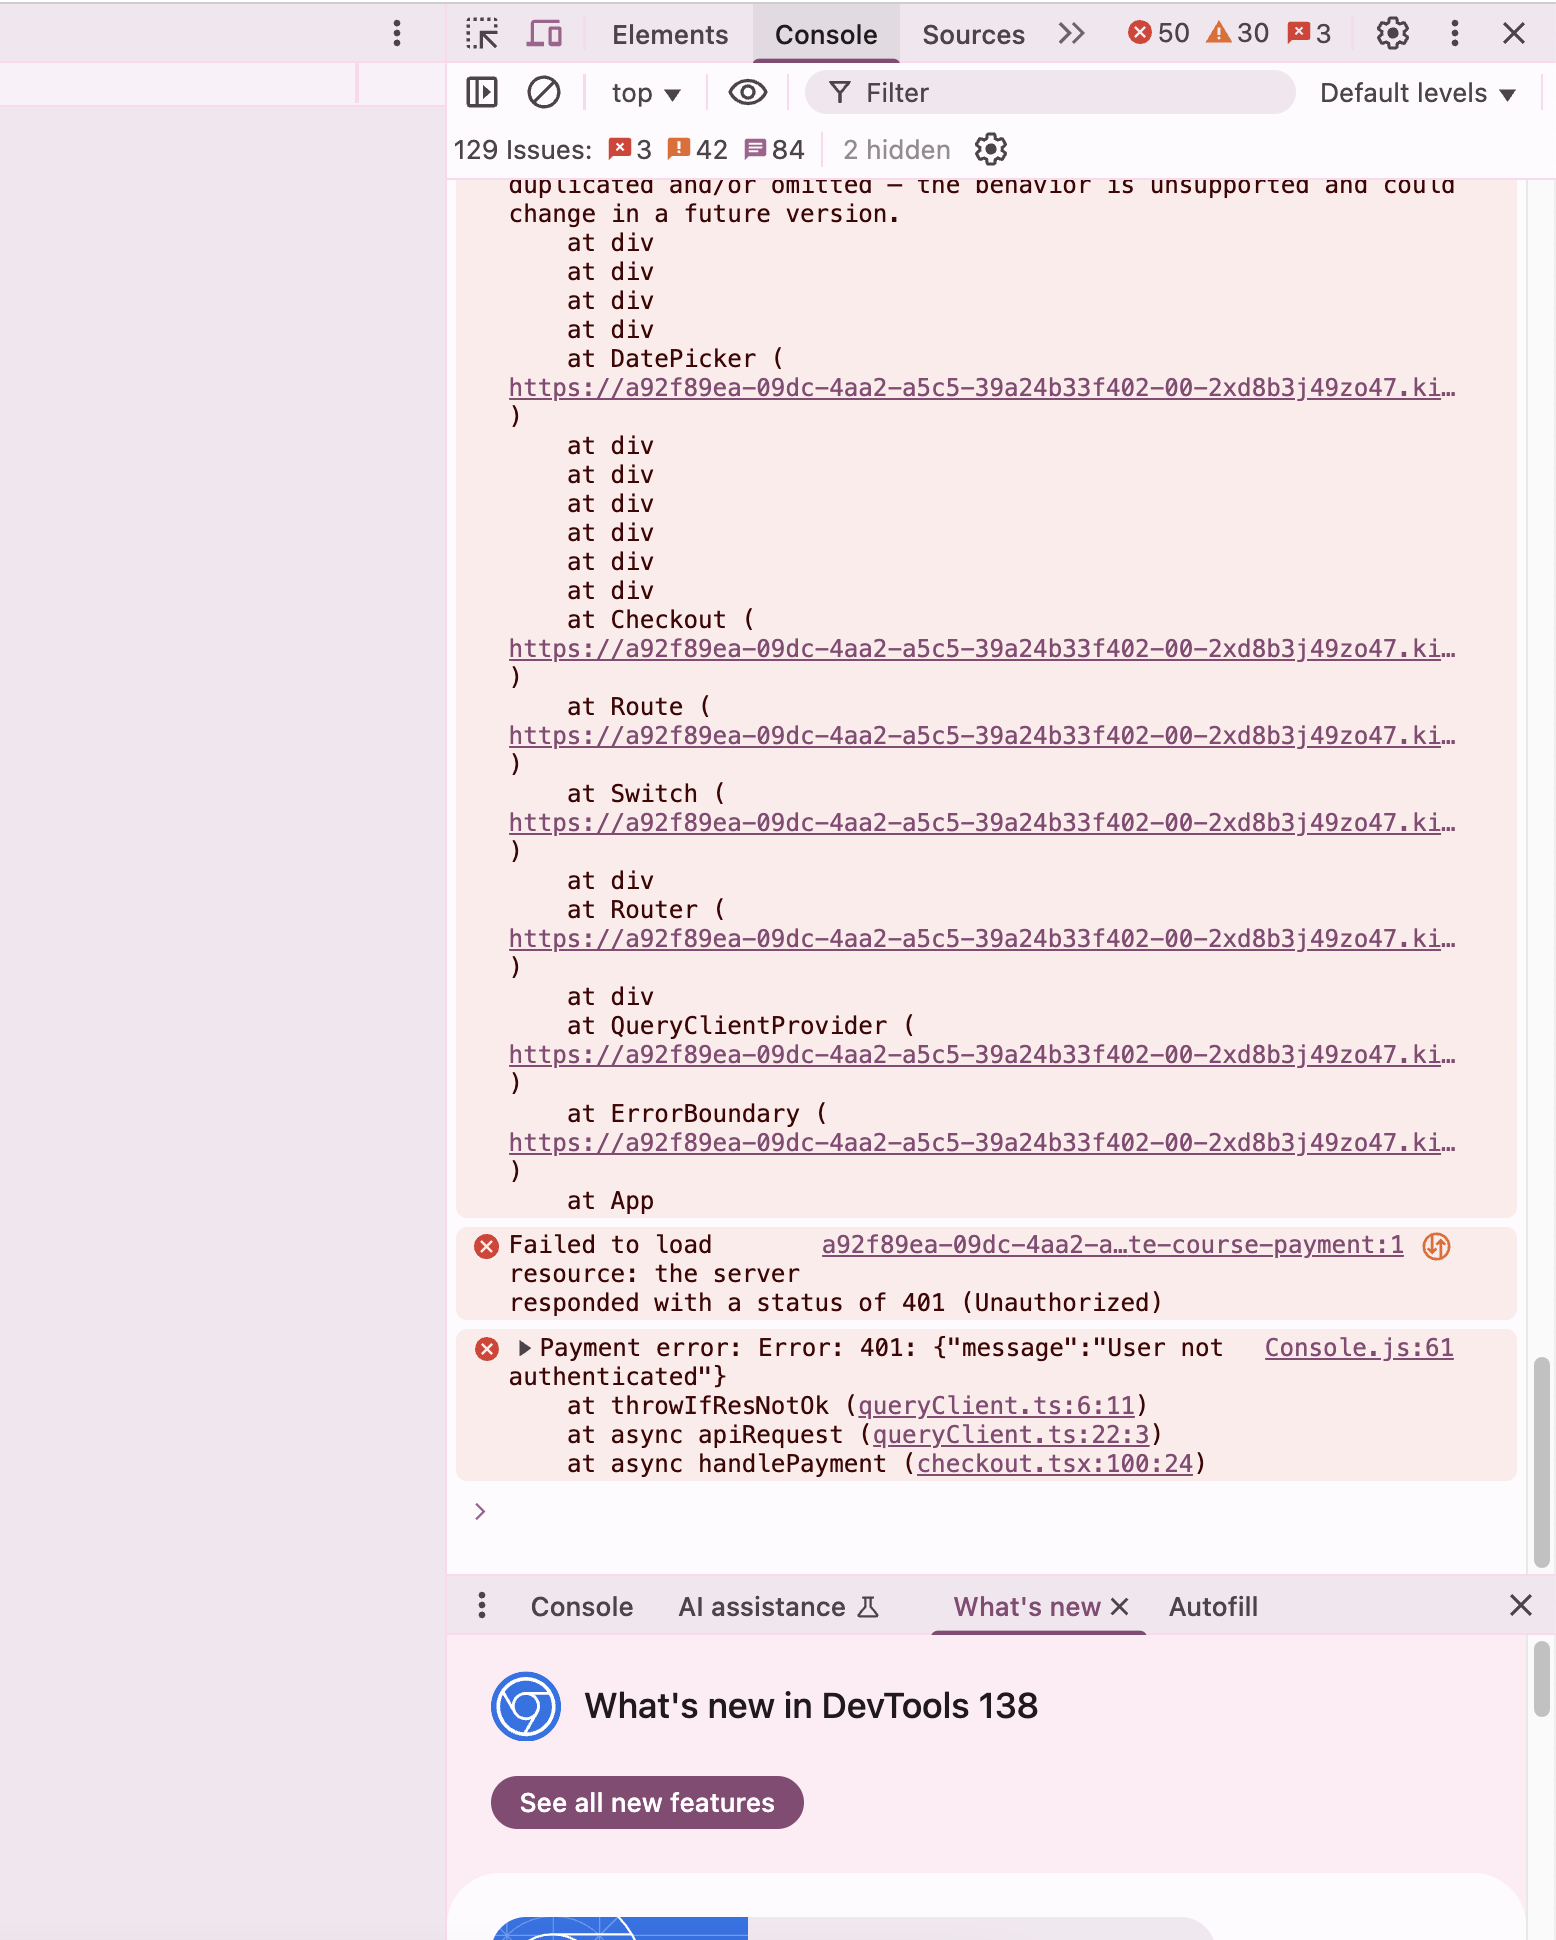 Elements Console Sources 50 30 3
top Filter Default levels
129 Issues: 3 42 84 2 hidden
duplicated and/or omitted — the behavior is unsupported and could
change in a future version.
at div
at div
at div
at div
at DatePicker (
https://a92f89ea-09dc-4aa2-a5c5-39a24b33f402-00-2xd8b3j49zo47.ki…
)
at div
at div
at div
at div
at div
at div
at Checkout (
https://a92f89ea-09dc-4aa2-a5c5-39a24b33f402-00-2xd8b3j49zo47.ki…
)
at Route (
https://a92f89ea-09dc-4aa2-a5c5-39a24b33f402-00-2xd8b3j49zo47.ki…
)
at Switch (
https://a92f89ea-09dc-4aa2-a5c5-39a24b33f402-00-2xd8b3j49zo47.ki…
)
at div
at Router (
https://a92f89ea-09dc-4aa2-a5c5-39a24b33f402-00-2xd8b3j49zo47.ki…
)
at div
at QueryClientProvider (
https://a92f89ea-09dc-4aa2-a5c5-39a24b33f402-00-2xd8b3j49zo47.ki…
)
at ErrorBoundary (
https://a92f89ea-09dc-4aa2-a5c5-39a24b33f402-00-2xd8b3j49zo47.ki…
)
at App
Failed to load a92f89ea-09dc-4aa2-a…te-course-payment:1
resource: the server
responded with a status of 401 (Unauthorized)
Payment error: Error: 401: {"message":"User not Console.js:61
authenticated"}
at throwIfResNotOk (queryClient.ts:6:11)
at async apiRequest (queryClient.ts:22:3)
at async handlePayment (checkout.tsx:100:24)
Console AI assistance What's new Autofill
What's new in DevTools 138
See all new features